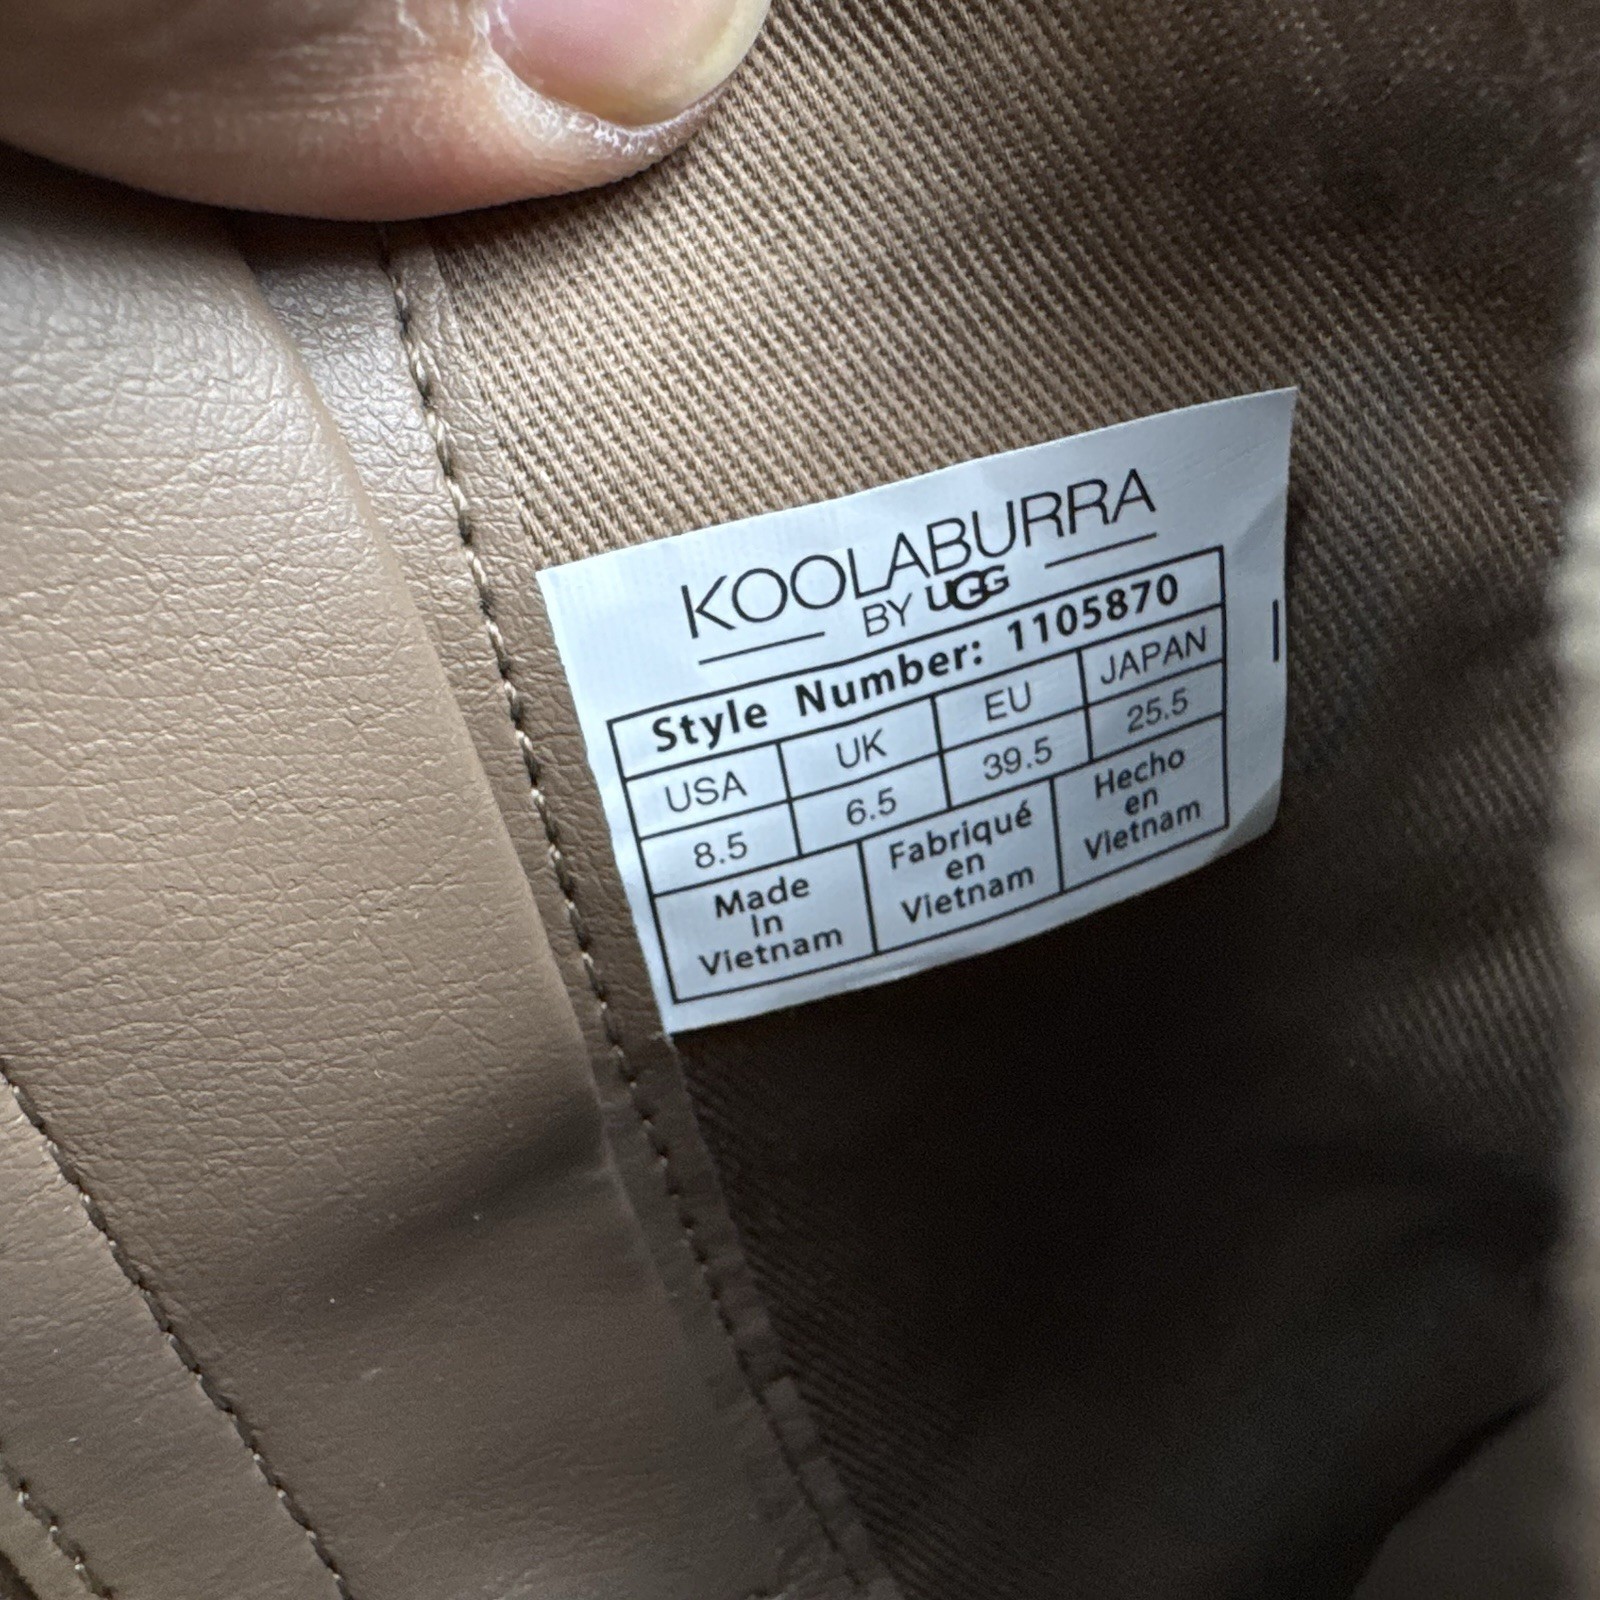 KOOLABURRA
BY UGG
Style Number: 1105870
USA UK EU JAPAN
8.5 6.5 39.5 25.5
Made In Vietnam
Fabriqué en Vietnam
Hecho en Vietnam